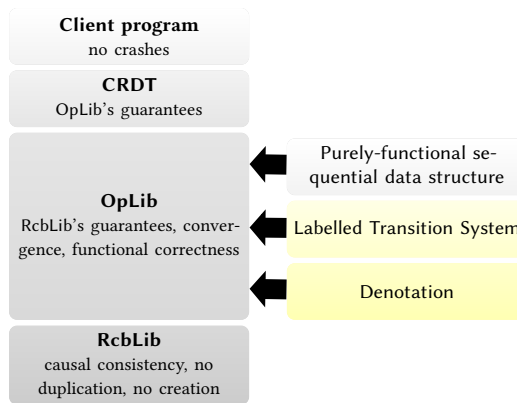 Client program
no crashes
CRDT
OpLib's guarantees
OpLib
RcbLib's guarantees, conver-
gence, functional correctness
RcbLib
causal consistency, no
duplication, no creation
Purely-functional se-
quential data structure
Labelled Transition System
Denotation